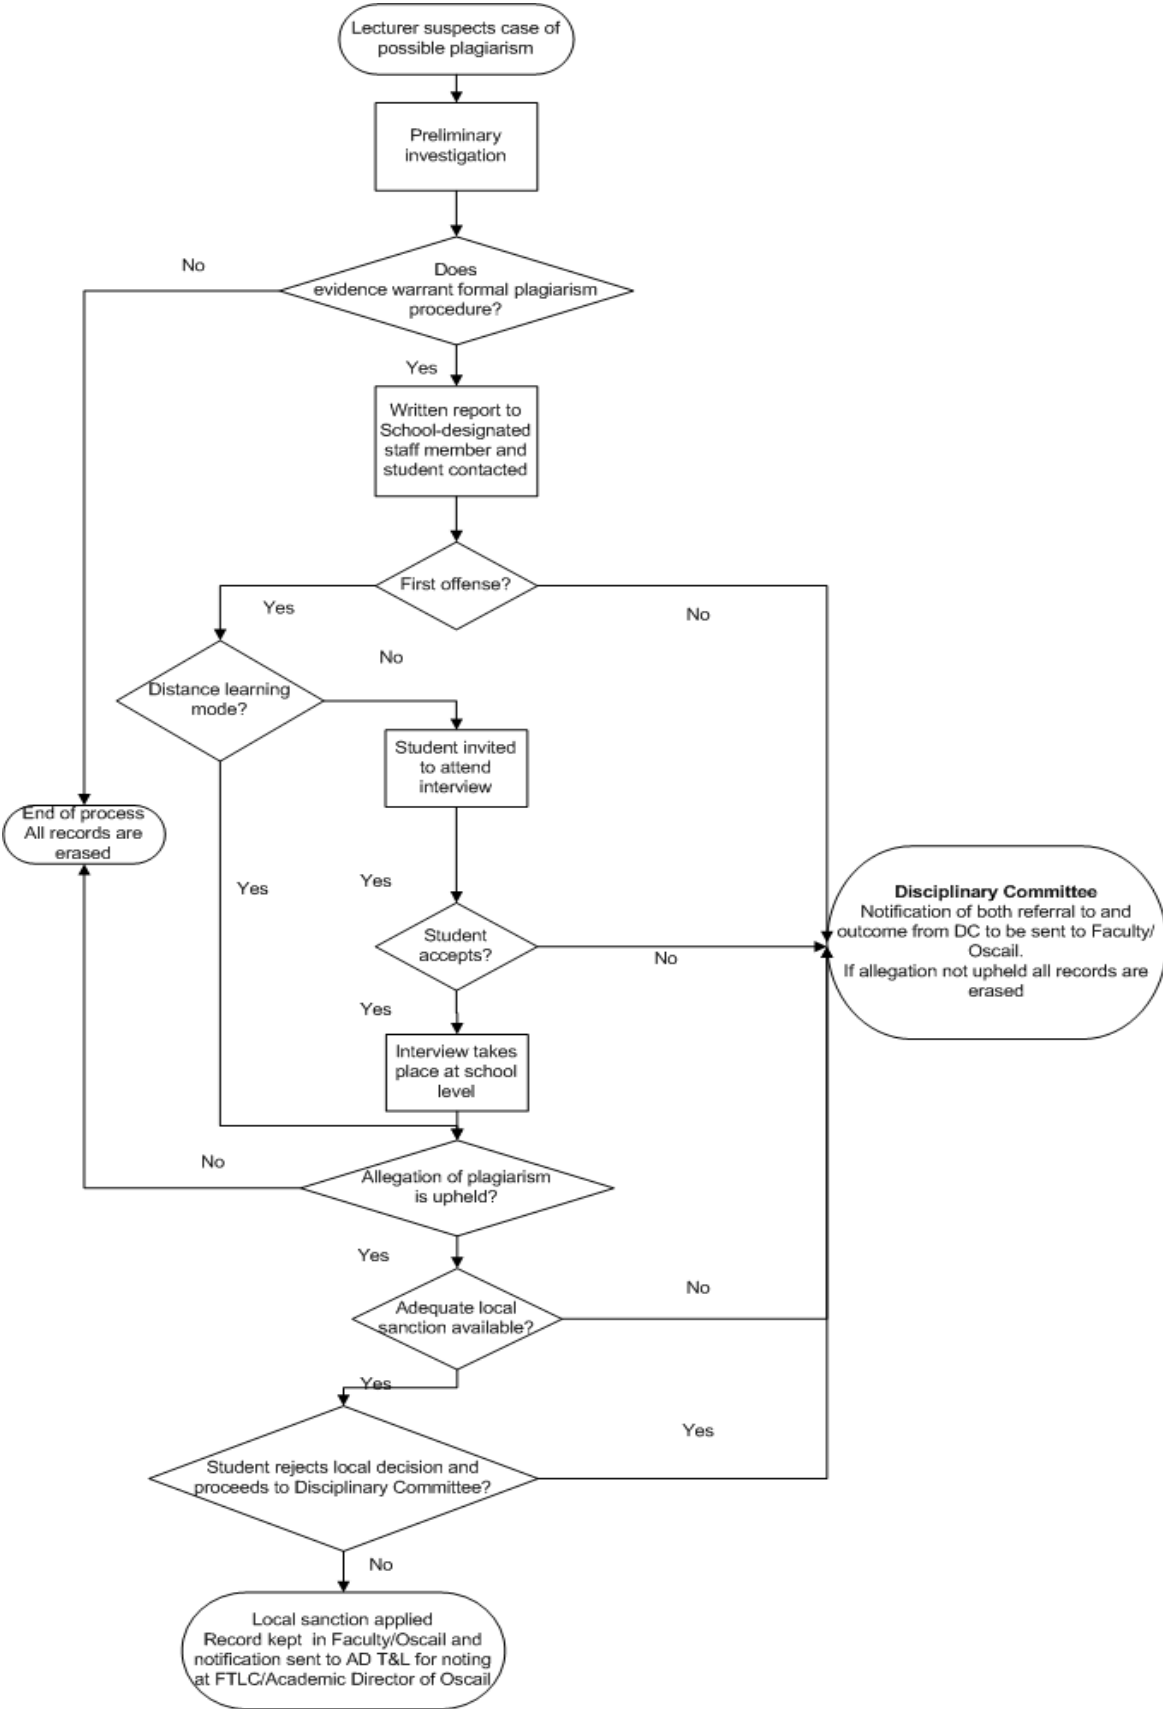 Lecturer suspects case of
possible plagiarism
Preliminary
investigation
No
Does
evidence warrant formal plagiarism
procedure?
Yes
Written report to
School-designated
staff member and
student contacted
First offense?
Yes
No
No
Distance learning
mode?
Student invited
to attend
interview
End of process
All records are
erased
Yes
Yes
Student
accepts?
No
Disciplinary Committee
Notification of both referral to and
outcome from DC to be sent to Faculty/
Oscail.
If allegation not upheld all records are
erased
Yes
Interview takes
place at school
level
No
Allegation of plagiarism
is upheld?
Yes
No
Adequate local
sanction available?
Yes
Yes
Student rejects local decision and
proceeds to Disciplinary Committee?
No
Local sanction applied
Record kept in Faculty/Oscail and
notification sent to AD T&L for noting
at FTLC/Academic Director of Oscail